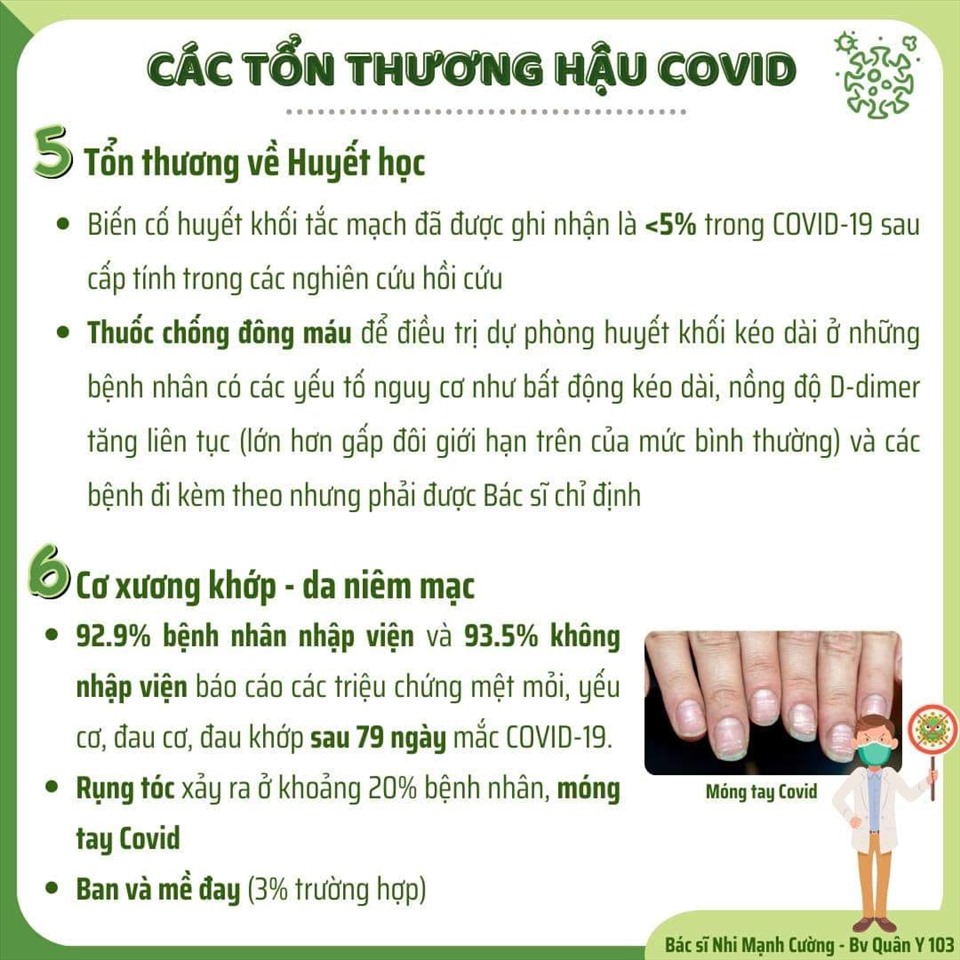 CÁC TỔN THƯƠNG HẬU COVID
5 Tổn thương về Huyết học
• Biến cố huyết khối tắc mạch đã được ghi nhận là <5% trong COVID-19 sau
cấp tính trong các nghiên cứu hồi cứu
• Thuốc chống đông máu để điều trị dự phòng huyết khối kéo dài ở những
bệnh nhân có các yếu tố nguy cơ như bất động kéo dài, nồng độ D-dimer
tăng liên tục (lớn hơn gấp đôi giới hạn trên của mức bình thường) và các
bệnh đi kèm theo nhưng phải được Bác sĩ chỉ định
6 Cơ xương khớp - da niêm mạc
• 92.9% bệnh nhân nhập viện và 93.5% không
nhập viện báo cáo các triệu chứng mệt mỏi, yếu
cơ, đau cơ, đau khớp sau 79 ngày mắc COVID-19.
• Rụng tóc xảy ra ở khoảng 20% bệnh nhân, móng
tay Covid
• Ban và mề đay (3% trường hợp)
Móng tay Covid
Bác sĩ Nhi Mạnh Cường - Bv Quân Y 103